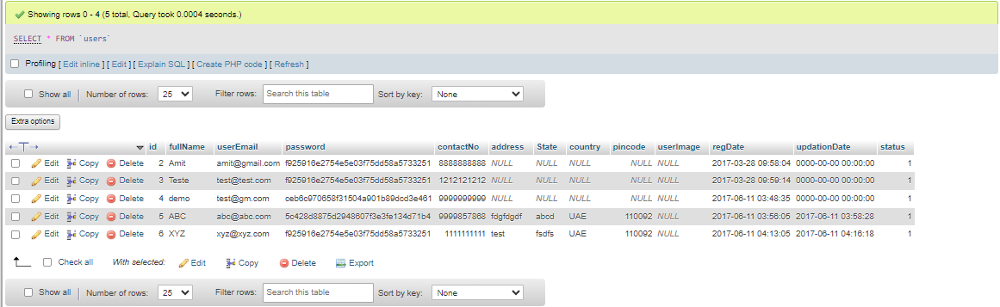 Showing rows 0 - 4 (5 total, Query took 0.0004 seconds.)
SELECT * FROM `users`
Profiling [ Edit inline ] [ Edit ] [ Explain SQL ] [ Create PHP code ] [ Refresh ]
Show all | Number of rows: 25 Filter rows: Search this table Sort by key: None
Extra options
←T→ id fullName userEmail password contactNo address State country pincode userImage regDate updationDate status
Edit Copy Delete 2 Amit amit@gmail.com f925916e2754e5e03f75dd58a5733251 8888888888 NULL NULL NULL NULL NULL 2017-03-28 09:58:04 0000-00-00 00:00:00 1
Edit Copy Delete 3 Teste test@test.com f925916e2754e5e03f75dd58a5733251 1212121212 NULL NULL NULL NULL NULL 2017-03-28 09:59:14 0000-00-00 00:00:00 1
Edit Copy Delete 4 demo test@gm.com ceb6c970658f31504a901b89dcd3e461 9999999999 NULL NULL NULL NULL NULL 2017-06-11 03:48:35 0000-00-00 00:00:00 1
Edit Copy Delete 5 ABC abc@abc.com 5c428d8875d2948607f3e3fe134d71b4 9999857868 fdgfdgdf abcd UAE 110092 NULL 2017-06-11 03:56:05 2017-06-11 03:58:28 1
Edit Copy Delete 6 XYZ xyz@xyz.com f925916e2754e5e03f75dd58a5733251 1111111111 test fsdfs UAE 110092 NULL 2017-06-11 04:13:05 2017-06-11 04:16:18 1
Check all With selected: Edit Copy Delete Export
Show all | Number of rows: 25 Filter rows: Search this table Sort by key: None